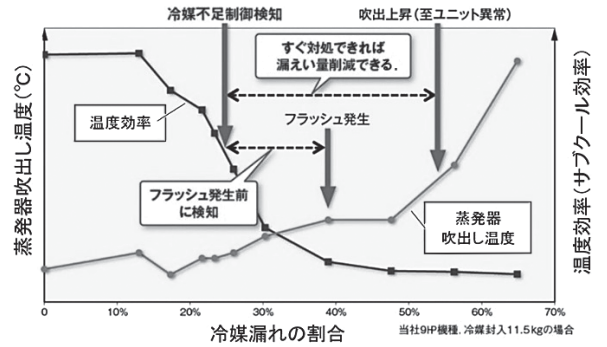 冷媒不足制御検知
吹出上昇（至ユニット異常）
すぐ対処できれば
漏えい量削減できる．
フラッシュ発生
温度効率
フラッシュ発生前
に検知
蒸発器
吹出し温度
蒸発器吹出し温度（℃）
温度効率（サブクール効率）
0
10%
20%
30%
40%
50%
60%
70%
冷媒漏れの割合
当社9HP機種．冷媒封入11.5kgの場合